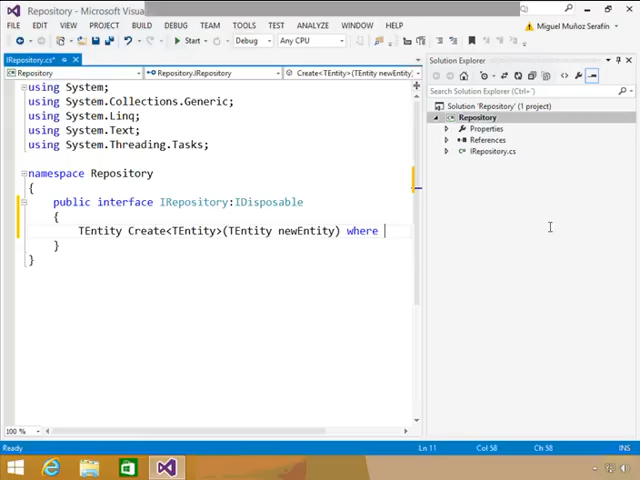 Repository - Microsoft Visua
Miguel Muñoz Serafín
FILE EDIT VIEW PROJECT BUILD DEBUG TEAM TOOLS TEST ANALYZE WINDOW HELP
Start Debug Any CPU
IRepository.cs*
Repository Repository.IRepository Create<TEntity>(TEntity newEntity)
using System;
using System.Collections.Generic;
using System.Linq;
using System.Text;
using System.Threading.Tasks;
namespace Repository
{
public interface IRepository:IDisposable
{
TEntity Create<TEntity>(TEntity newEntity) where
}
}
100 %
Solution Explorer
Search Solution Explorer (Ctrl+')
Solution 'Repository' (1 project)
Repository
Properties
References
IRepository.cs
Ready Ln 11 Col 58 Ch 58 INS